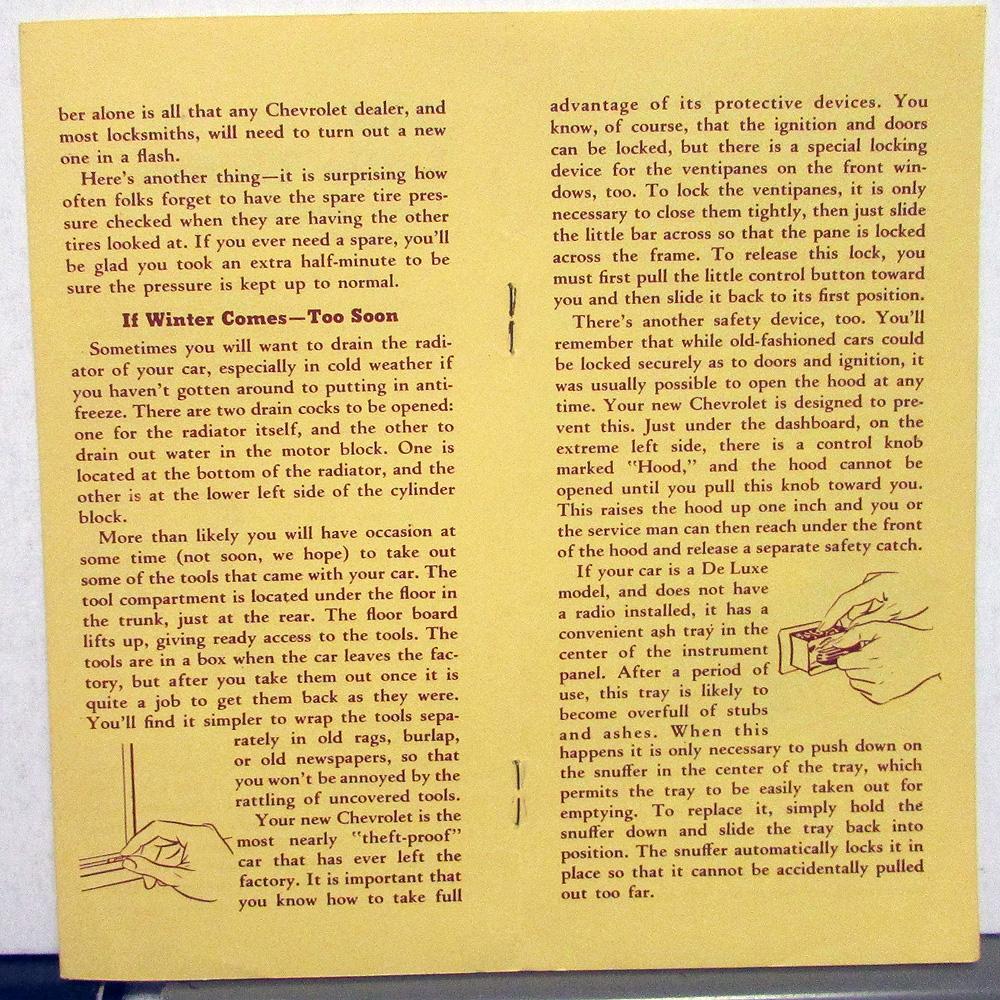 ber alone is all that any Chevrolet dealer, and
most locksmiths, will need to turn out a new
one in a flash.
Here's another thing—it is surprising how
often folks forget to have the spare tire pres-
sure checked when they are having the other
tires looked at. If you ever need a spare, you'll
be glad you took an extra half-minute to be
sure the pressure is kept up to normal.
If Winter Comes—Too Soon
Sometimes you will want to drain the radi-
ator of your car, especially in cold weather if
you haven't gotten around to putting in anti-
freeze. There are two drain cocks to be opened:
one for the radiator itself, and the other to
drain out water in the motor block. One is
located at the bottom of the radiator, and the
other is at the lower left side of the cylinder
block.
More than likely you will have occasion at
some time (not soon, we hope) to take out
some of the tools that came with your car. The
tool compartment is located under the floor in
the trunk, just at the rear. The floor board
lifts up, giving ready access to the tools. The
tools are in a box when the car leaves the fac-
tory, but after you take them out once it is
quite a job to get them back as they were.
You'll find it simpler to wrap the tools sepa-
rately in old rags, burlap,
or old newspapers, so that
you won't be annoyed by the
rattling of uncovered tools.
Your new Chevrolet is the
most nearly "theft-proof"
car that has ever left the
factory. It is important that
you know how to take full
advantage of its protective devices. You
know, of course, that the ignition and doors
can be locked, but there is a special locking
device for the ventipanes on the front win-
dows, too. To lock the ventipanes, it is only
necessary to close them tightly, then just slide
the little bar across so that the pane is locked
across the frame. To release this lock, you
must first pull the little control button toward
you and then slide it back to its first position.
There's another safety device, too. You'll
remember that while old-fashioned cars could
be locked securely as to doors and ignition, it
was usually possible to open the hood at any
time. Your new Chevrolet is designed to pre-
vent this. Just under the dashboard, on the
extreme left side, there is a control knob
marked "Hood," and the hood cannot be
opened until you pull this knob toward you.
This raises the hood up one inch and you or
the service man can then reach under the front
of the hood and release a separate safety catch.
If your car is a De Luxe
model, and does not have
a radio installed, it has a
convenient ash tray in the
center of the instrument
panel. After a period of
use, this tray is likely to
become overfull of stubs
and ashes. When this
happens it is only necessary to push down on
the snuffer in the center of the tray, which
permits the tray to be easily taken out for
emptying. To replace it, simply hold the
snuffer down and slide the tray back into
position. The snuffer automatically locks it in
place so that it cannot be accidentally pulled
out too far.